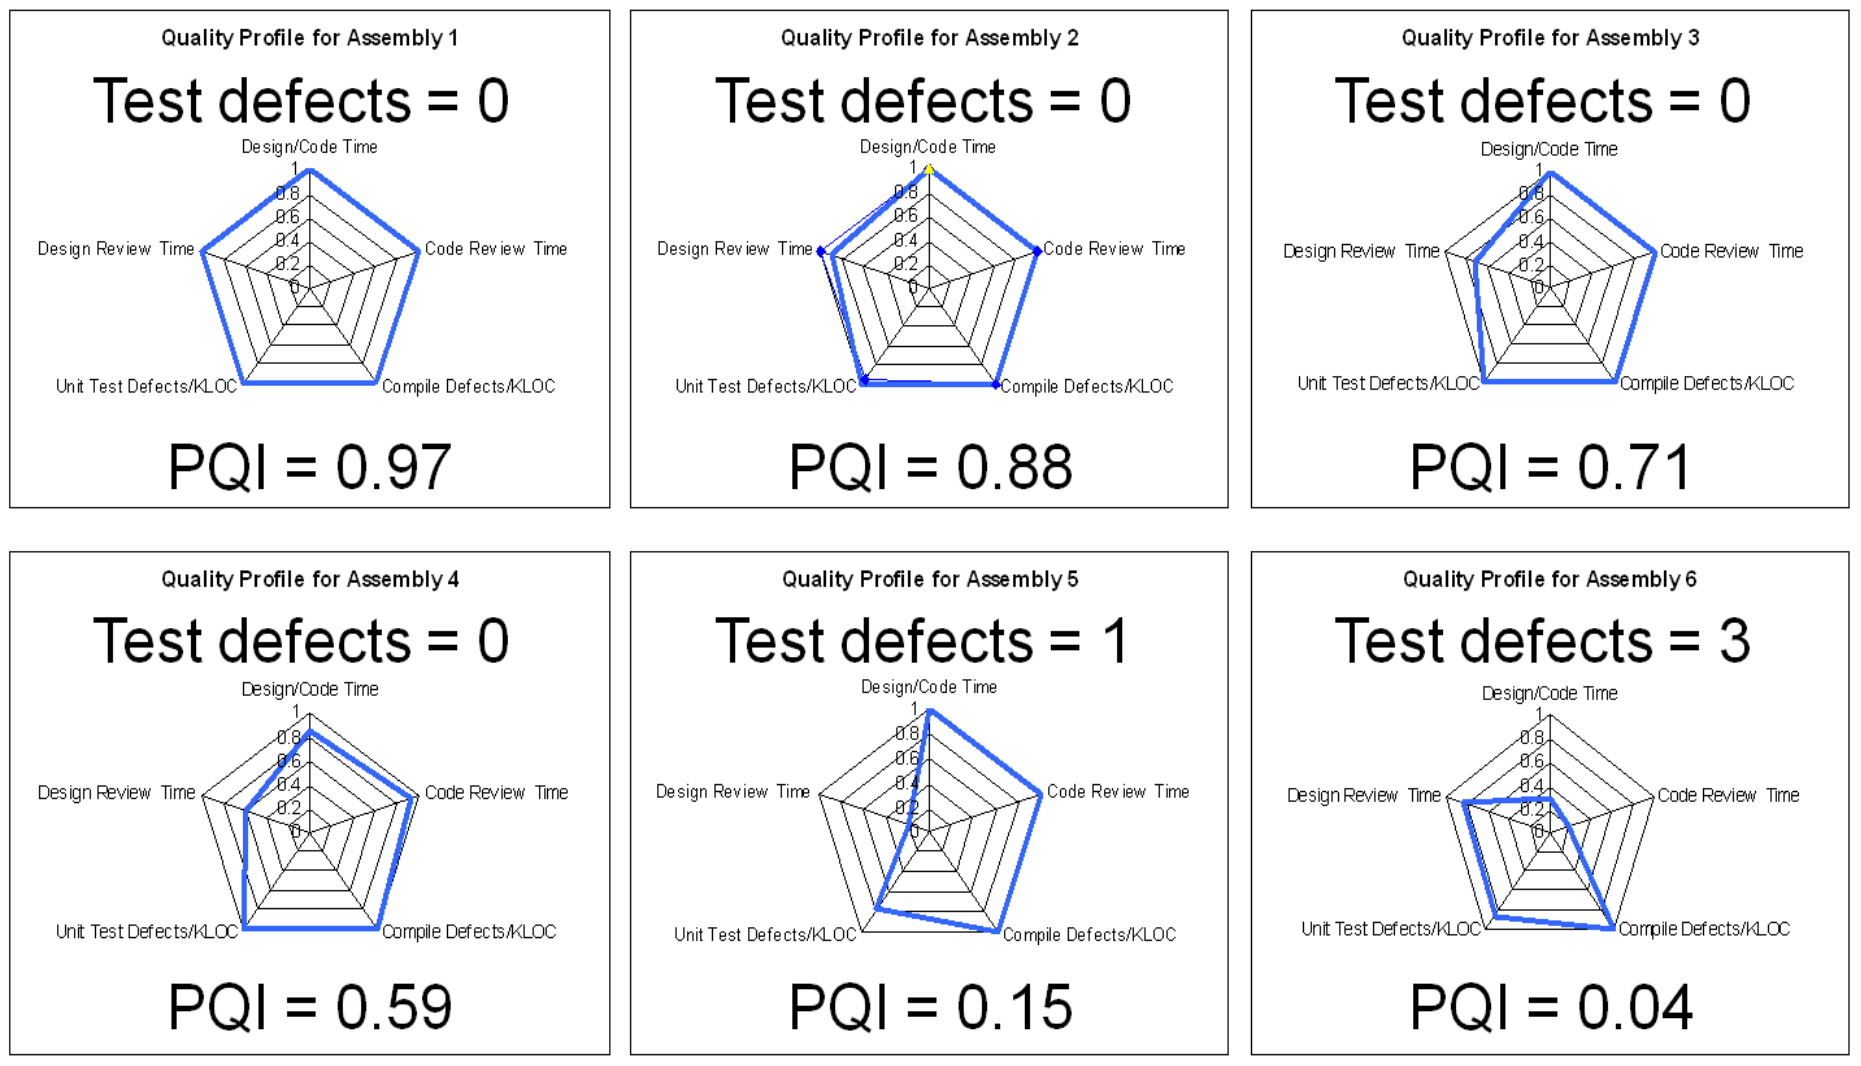 Quality Profile for Assembly 1
Test defects = 0
Design/Code Time
1
0.8
0.6
Design Review Time
0.4
Code Review Time
0.2
0
Unit Test Defects/KLOC
Compile Defects/KLOC
PQI = 0.97
Quality Profile for Assembly 2
Test defects = 0
Design/Code Time
1
0.8
0.6
Design Review Time
0.4
Code Review Time
0.2
0
Unit Test Defects/KLOC
Compile Defects/KLOC
PQI = 0.88
Quality Profile for Assembly 3
Test defects = 0
Design/Code Time
1
0.8
0.6
Design Review Time
0.4
Code Review Time
0.2
0
Unit Test Defects/KLOC
Compile Defects/KLOC
PQI = 0.71
Quality Profile for Assembly 4
Test defects = 0
Design/Code Time
1
0.8
0.6
Design Review Time
0.4
Code Review Time
0.2
0
Unit Test Defects/KLOC
Compile Defects/KLOC
PQI = 0.59
Quality Profile for Assembly 5
Test defects = 1
Design/Code Time
1
0.8
0.6
Design Review Time
0.4
Code Review Time
0.2
0
Unit Test Defects/KLOC
Compile Defects/KLOC
PQI = 0.15
Quality Profile for Assembly 6
Test defects = 3
Design/Code Time
1
0.8
0.6
Design Review Time
0.4
Code Review Time
0.2
0
Unit Test Defects/KLOC
Compile Defects/KLOC
PQI = 0.04